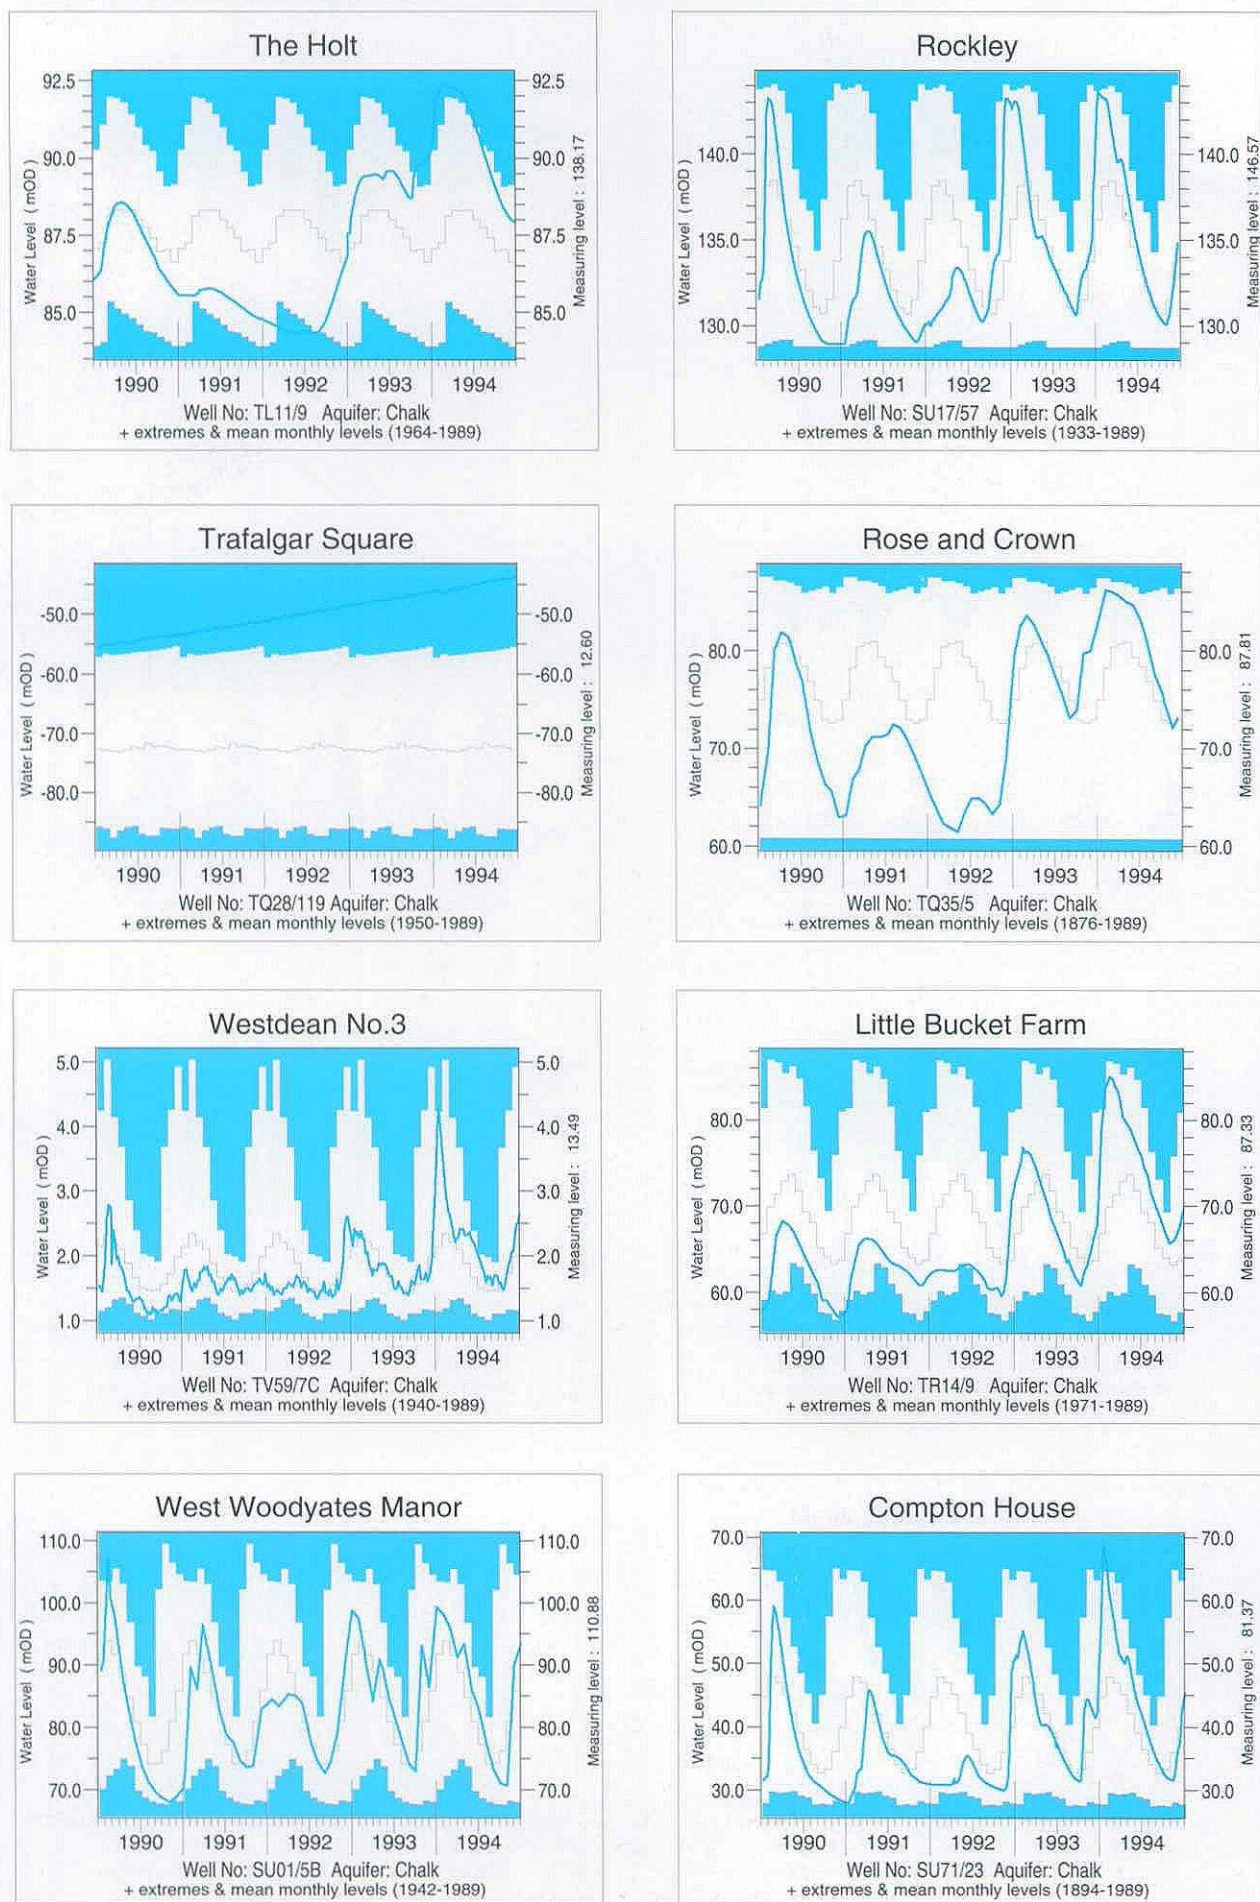 The Holt
92.5 92.5
90.0 90.0
87.5 87.5
85.0 85.0
Water Level ( mOD )
Measuring level : 138.17
1990 1991 1992 1993 1994
Well No: TL11/9 Aquifer: Chalk
+ extremes & mean monthly levels (1964-1989)
Rockley
140.0 140.0
135.0 135.0
130.0 130.0
Water Level ( mOD )
Measuring level : 146.57
1990 1991 1992 1993 1994
Well No: SU17/57 Aquifer: Chalk
+ extremes & mean monthly levels (1933-1989)
Trafalgar Square
-50.0 -50.0
-60.0 -60.0
-70.0 -70.0
-80.0 -80.0
Water Level ( mOD )
Measuring level : 12.60
1990 1991 1992 1993 1994
Well No: TQ28/119 Aquifer: Chalk
+ extremes & mean monthly levels (1950-1989)
Rose and Crown
80.0 80.0
70.0 70.0
60.0 60.0
Water Level ( mOD )
Measuring level : 87.81
1990 1991 1992 1993 1994
Well No: TQ35/5 Aquifer: Chalk
+ extremes & mean monthly levels (1876-1989)
Westdean No.3
5.0 5.0
4.0 4.0
3.0 3.0
2.0 2.0
1.0 1.0
Water Level ( mOD )
Measuring level : 13.49
1990 1991 1992 1993 1994
Well No: TV59/7C Aquifer: Chalk
+ extremes & mean monthly levels (1940-1989)
Little Bucket Farm
80.0 80.0
70.0 70.0
60.0 60.0
Water Level ( mOD )
Measuring level : 87.33
1990 1991 1992 1993 1994
Well No: TR14/9 Aquifer: Chalk
+ extremes & mean monthly levels (1971-1989)
West Woodyates Manor
110.0 110.0
100.0 100.0
90.0 90.0
80.0 80.0
70.0 70.0
Water Level ( mOD )
Measuring level : 110.88
1990 1991 1992 1993 1994
Well No: SU01/5B Aquifer: Chalk
+ extremes & mean monthly levels (1942-1989)
Compton House
70.0 70.0
60.0 60.0
50.0 50.0
40.0 40.0
30.0 30.0
Water Level ( mOD )
Measuring level : 81.37
1990 1991 1992 1993 1994
Well No: SU71/23 Aquifer: Chalk
+ extremes & mean monthly levels (1894-1989)